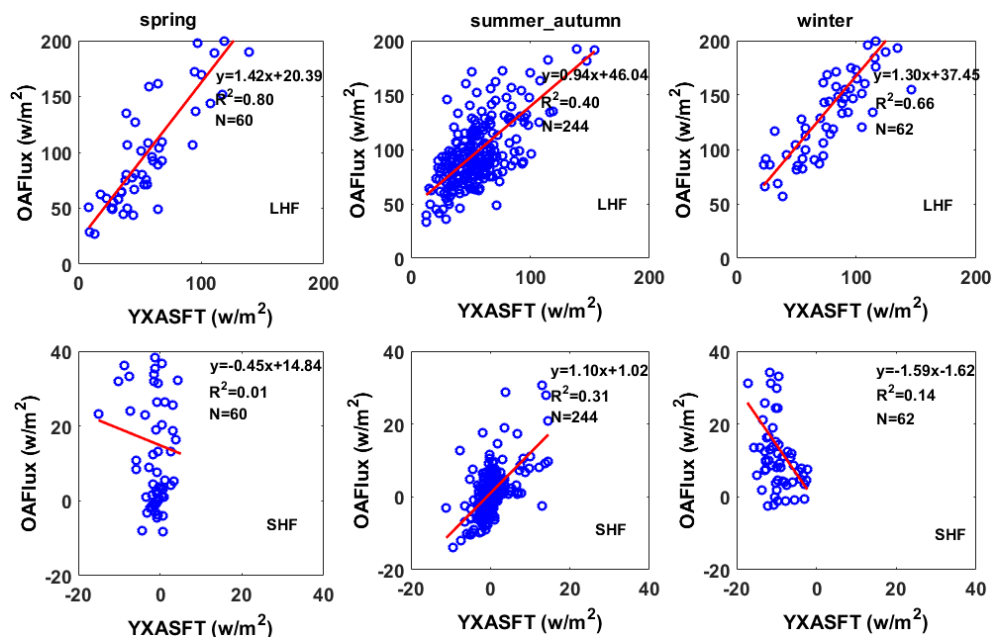 spring
summer_autumn
winter
200
150
100
50
0
OAFlux (w/m²)
y=1.42x+20.39
R²=0.80
N=60
LHF
0 100 200
YXASFT (w/m²)
200
150
100
50
0
OAFlux (w/m²)
y=0.94x+46.04
R²=0.40
N=244
LHF
0 100 200
YXASFT (w/m²)
200
150
100
50
0
OAFlux (w/m²)
y=1.30x+37.45
R²=0.66
N=62
LHF
0 100 200
YXASFT (w/m²)
40
20
0
-20
OAFlux (w/m²)
y=-0.45x+14.84
R²=0.01
N=60
SHF
-20 0 20 40
YXASFT (w/m²)
40
20
0
-20
OAFlux (w/m²)
y=1.10x+1.02
R²=0.31
N=244
SHF
-20 0 20 40
YXASFT (w/m²)
40
20
0
-20
OAFlux (w/m²)
y=-1.59x-1.62
R²=0.14
N=62
SHF
-20 0 20 40
YXASFT (w/m²)